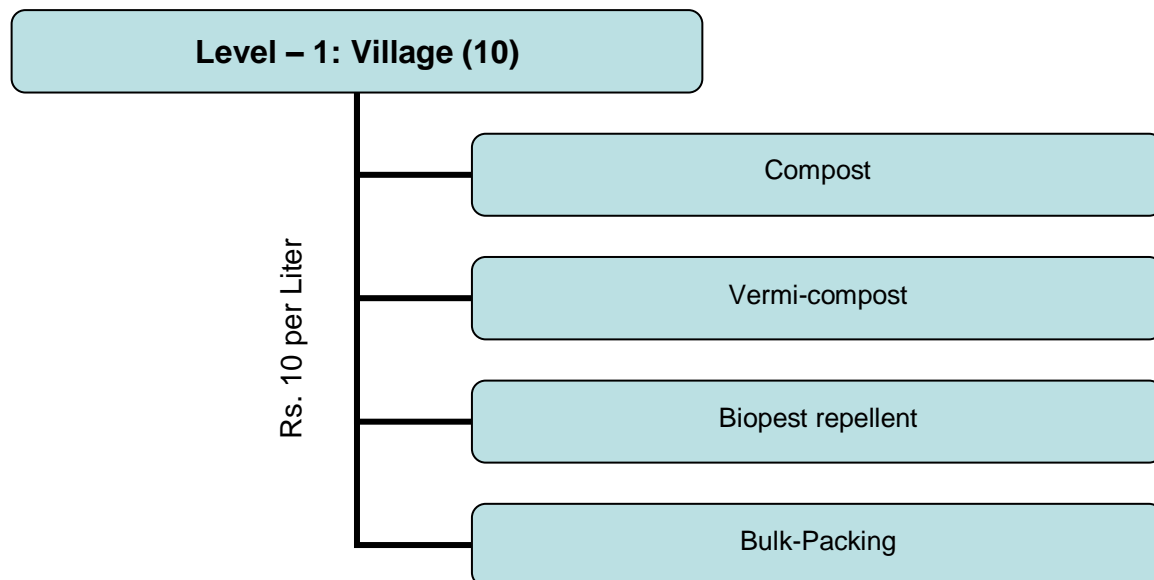 Level – 1: Village (10)
Compost
Vermi-compost
Rs. 10 per Liter
Biopest repellent
Bulk-Packing